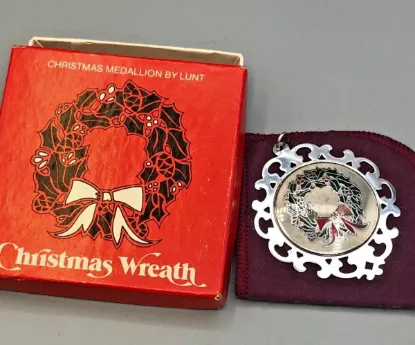 CHRISTMAS MEDALLION BY LUNT
Christmas Wreath